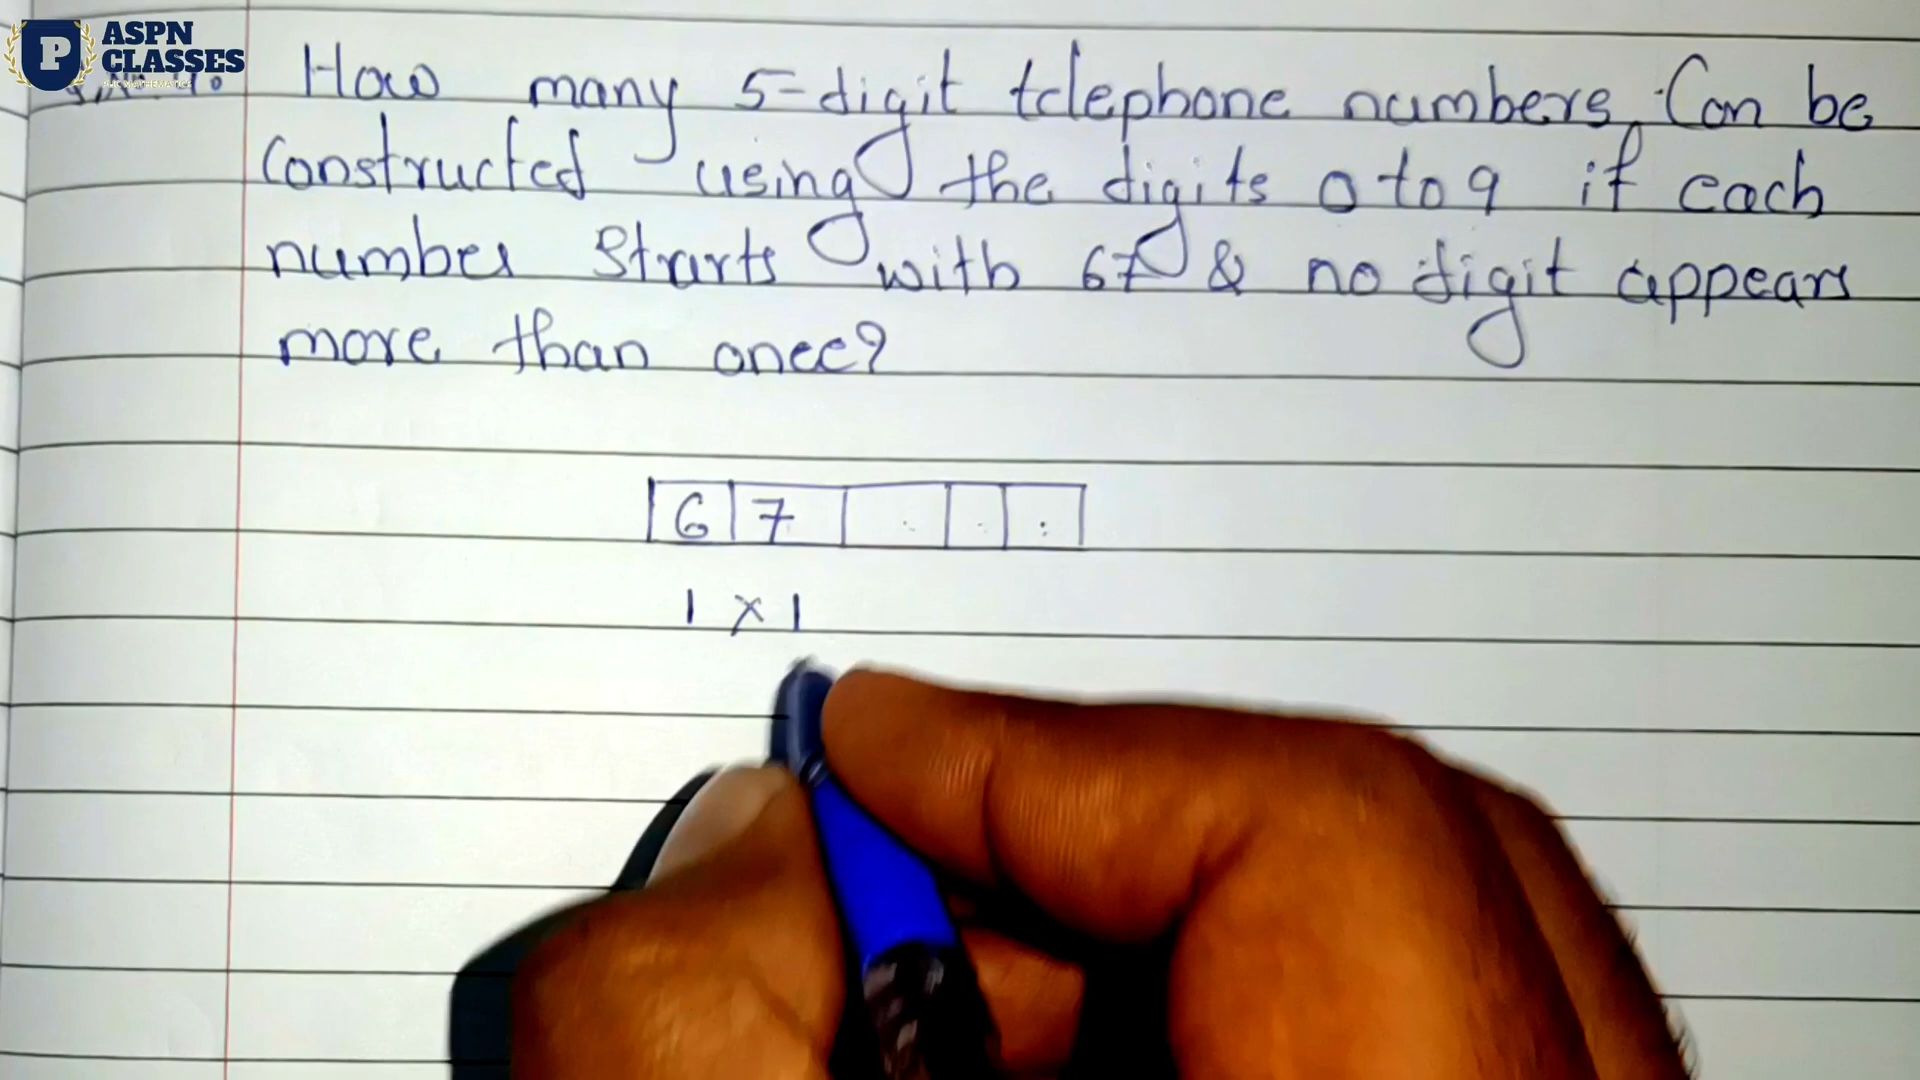 ASPN
CLASSES
How many 5-digit telephone numbers Can be
Constructed using the digits 0 to 9 if each
number Starts with 67 & no digit appears
more than once?
6 7
1 × 1